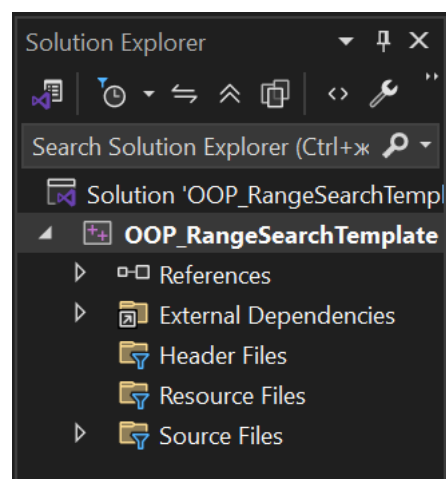 Solution Explorer
Search Solution Explorer (Ctrl+ж
Solution 'OOP_RangeSearchTempl
OOP_RangeSearchTemplate
References
External Dependencies
Header Files
Resource Files
Source Files